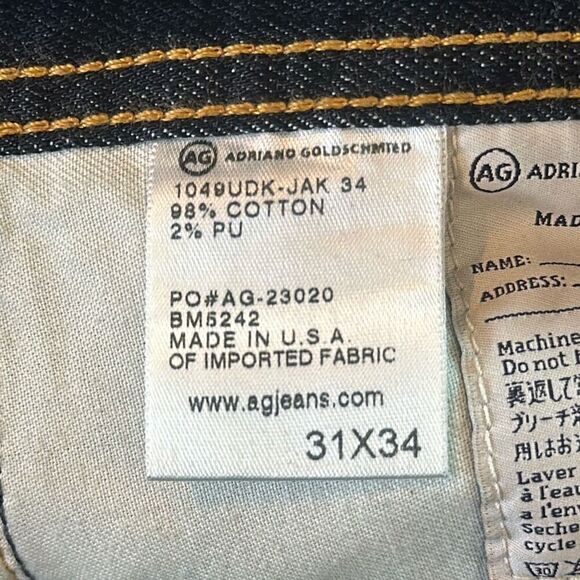 AG ADRIANO GOLDSCHMIED
1049UDK-JAK 34
98% COTTON
2% PU
PO#AG-23020
BM5242
MADE IN U.S.A.
OF IMPORTED FABRIC
www.agjeans.com
31X34
AG ADRI
MAD
NAME:
ADDRESS:
Machine
Do not
裏返して
ブリーチ
用はお
Laver
à l'eau
a l'en
Seche
cycle
30